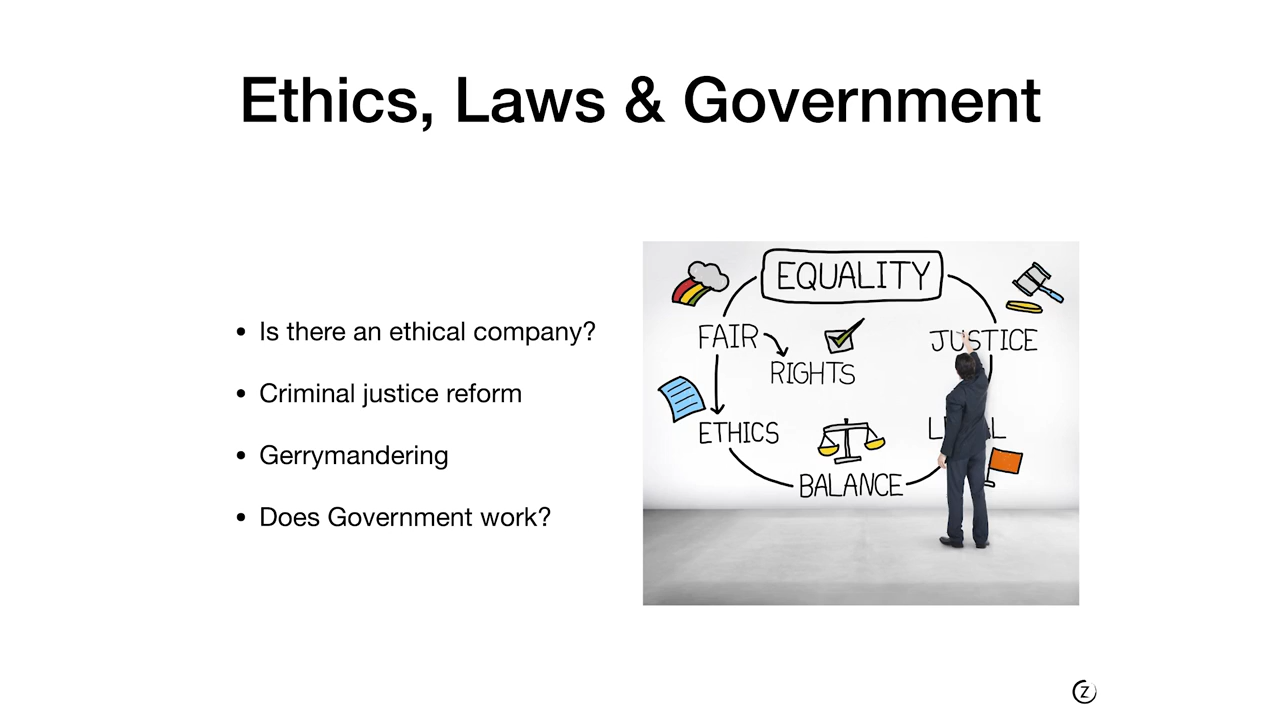 Ethics, Laws & Government
• Is there an ethical company?
• Criminal justice reform
• Gerrymandering
• Does Government work?
EQUALITY
FAIR
JUSTICE
RIGHTS
ETHICS
BALANCE
Z